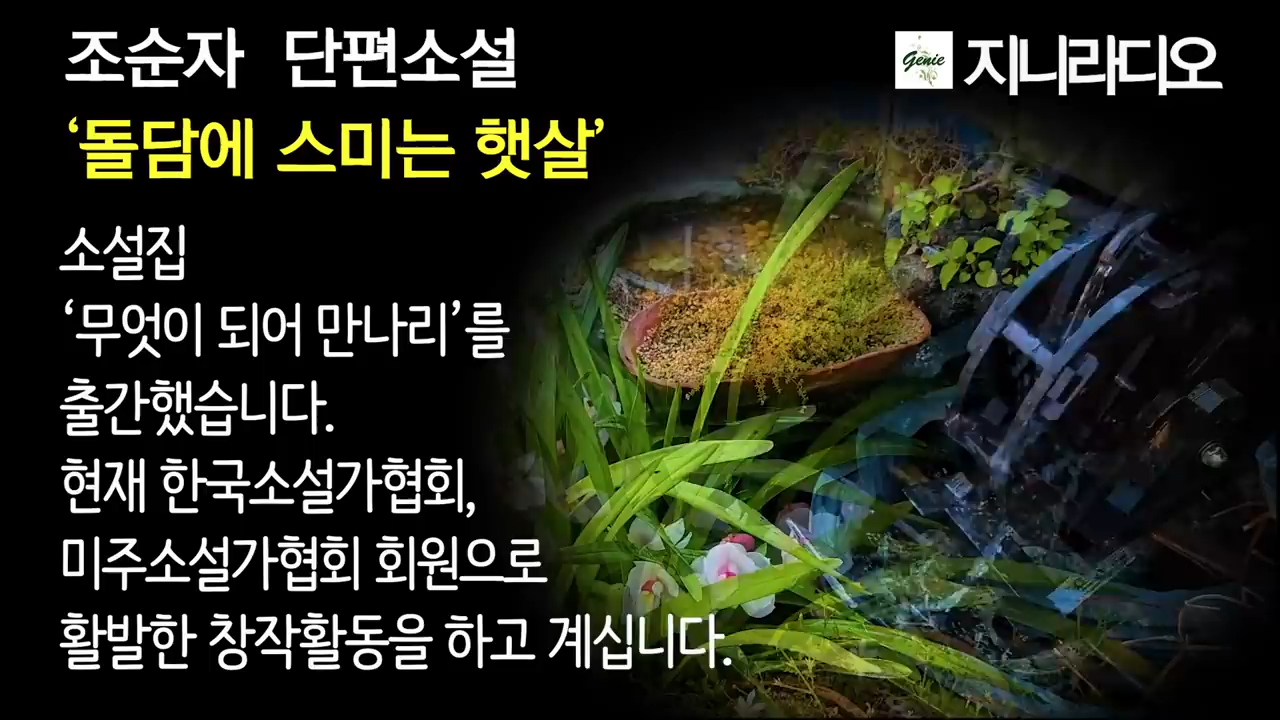 조순자 단편소설
Genie 지니라디오
‘돌담에 스미는 햇살’
소설집
‘무엇이 되어 만나리’를
출간했습니다.
현재 한국소설가협회,
미주소설가협회 회원으로
활발한 창작활동을 하고 계십니다.